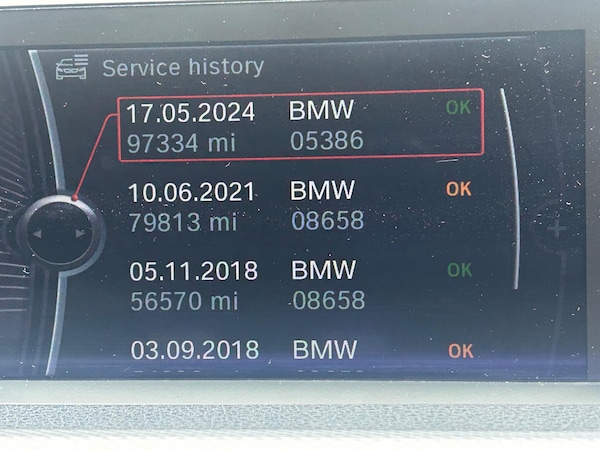 Service history
17.05.2024 BMW OK
97334 mi 05386
10.06.2021 BMW OK
79813 mi 08658
05.11.2018 BMW OK
56570 mi 08658
03.09.2018 BMW OK